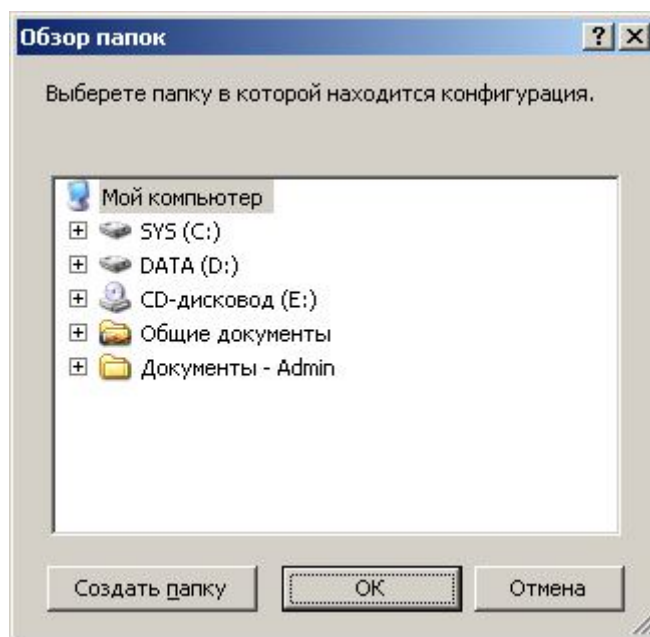 Обзор папок
Выберете папку в которой находится конфигурация.
Мой компьютер
SYS (C:)
DATA (D:)
CD-дисковод (E:)
Общие документы
Документы - Admin
Создать папку
OK
Отмена